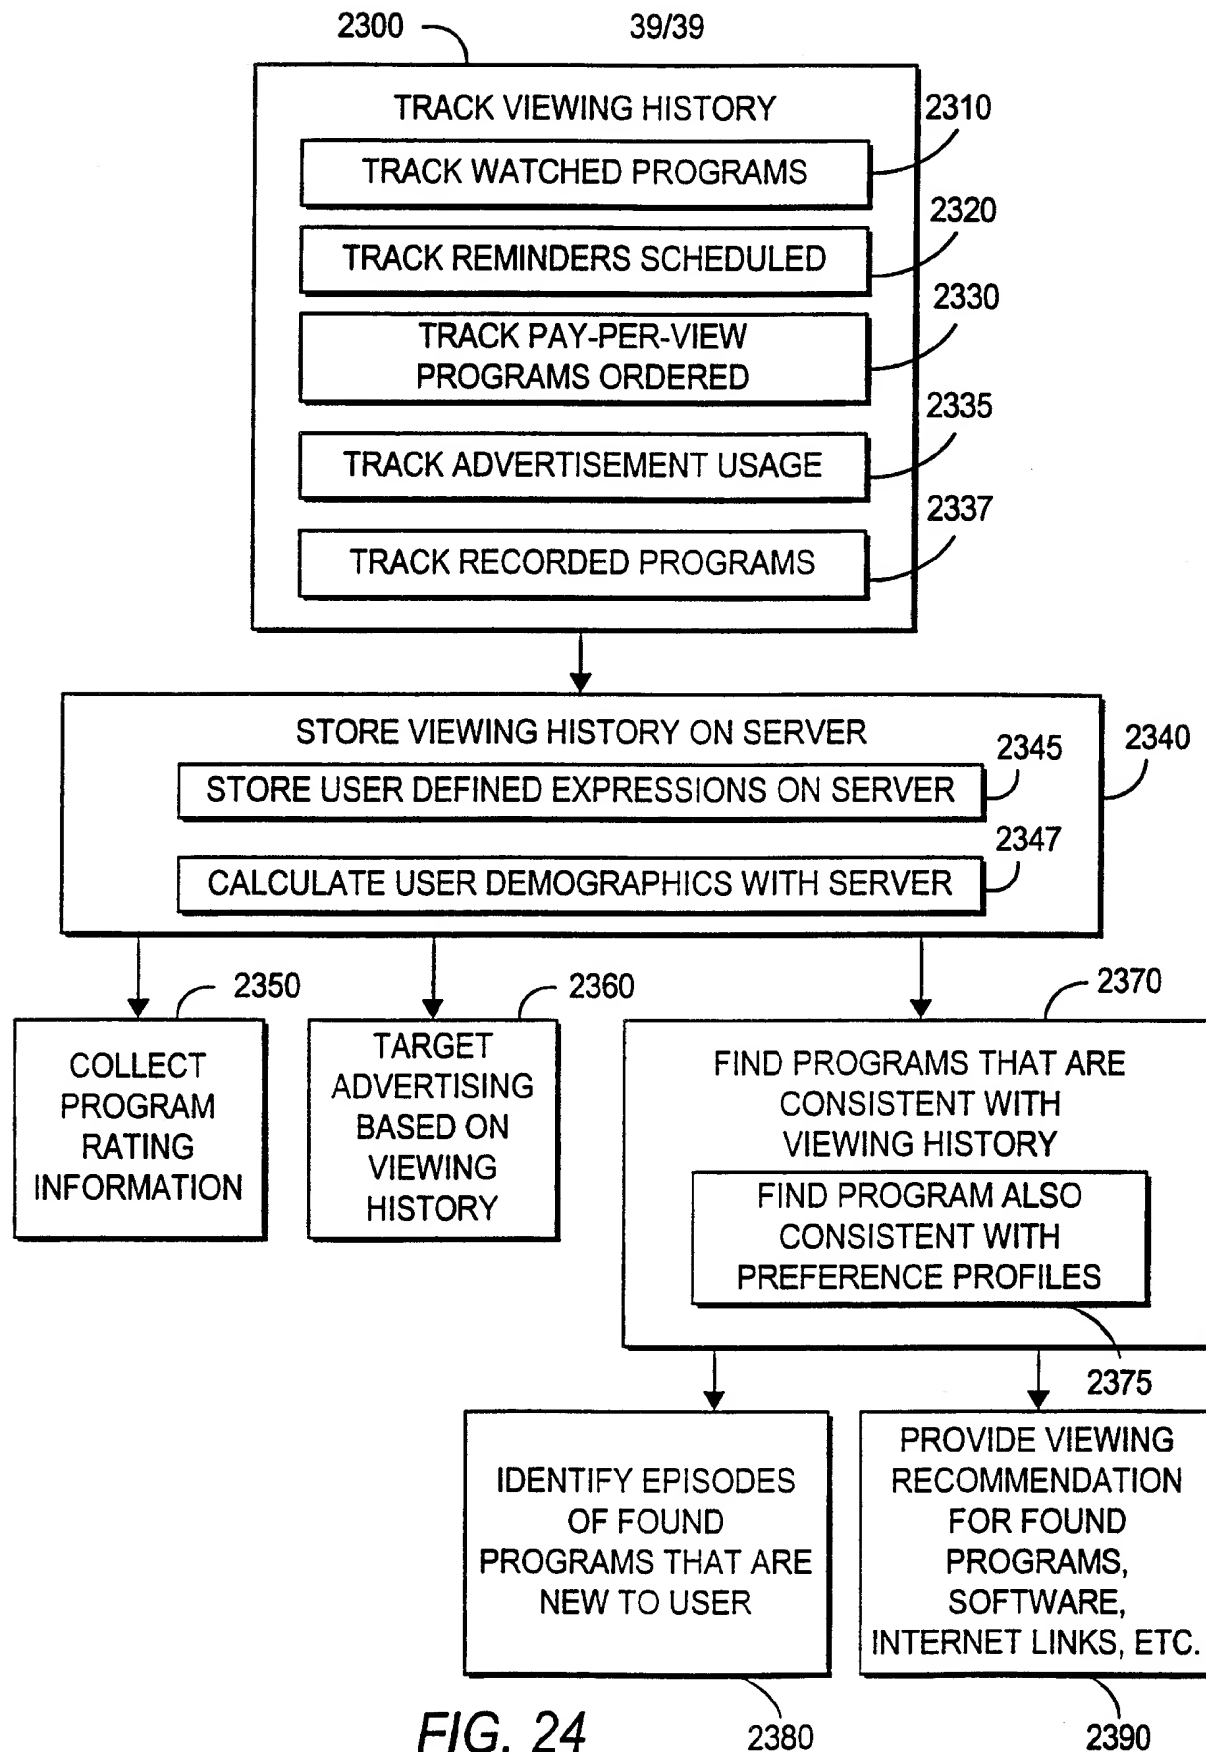 2300
39/39
TRACK VIEWING HISTORY
2310
TRACK WATCHED PROGRAMS
2320
TRACK REMINDERS SCHEDULED
2330
TRACK PAY-PER-VIEW
PROGRAMS ORDERED
2335
TRACK ADVERTISEMENT USAGE
2337
TRACK RECORDED PROGRAMS
STORE VIEWING HISTORY ON SERVER
2340
2345
STORE USER DEFINED EXPRESSIONS ON SERVER
2347
CALCULATE USER DEMOGRAPHICS WITH SERVER
2350
COLLECT
PROGRAM
RATING
INFORMATION
2360
TARGET
ADVERTISING
BASED ON
VIEWING
HISTORY
2370
FIND PROGRAMS THAT ARE
CONSISTENT WITH
VIEWING HISTORY
FIND PROGRAM ALSO
CONSISTENT WITH
PREFERENCE PROFILES
2375
IDENTIFY EPISODES
OF FOUND
PROGRAMS THAT ARE
NEW TO USER
2380
PROVIDE VIEWING
RECOMMENDATION
FOR FOUND
PROGRAMS,
SOFTWARE,
INTERNET LINKS, ETC.
2390
FIG. 24